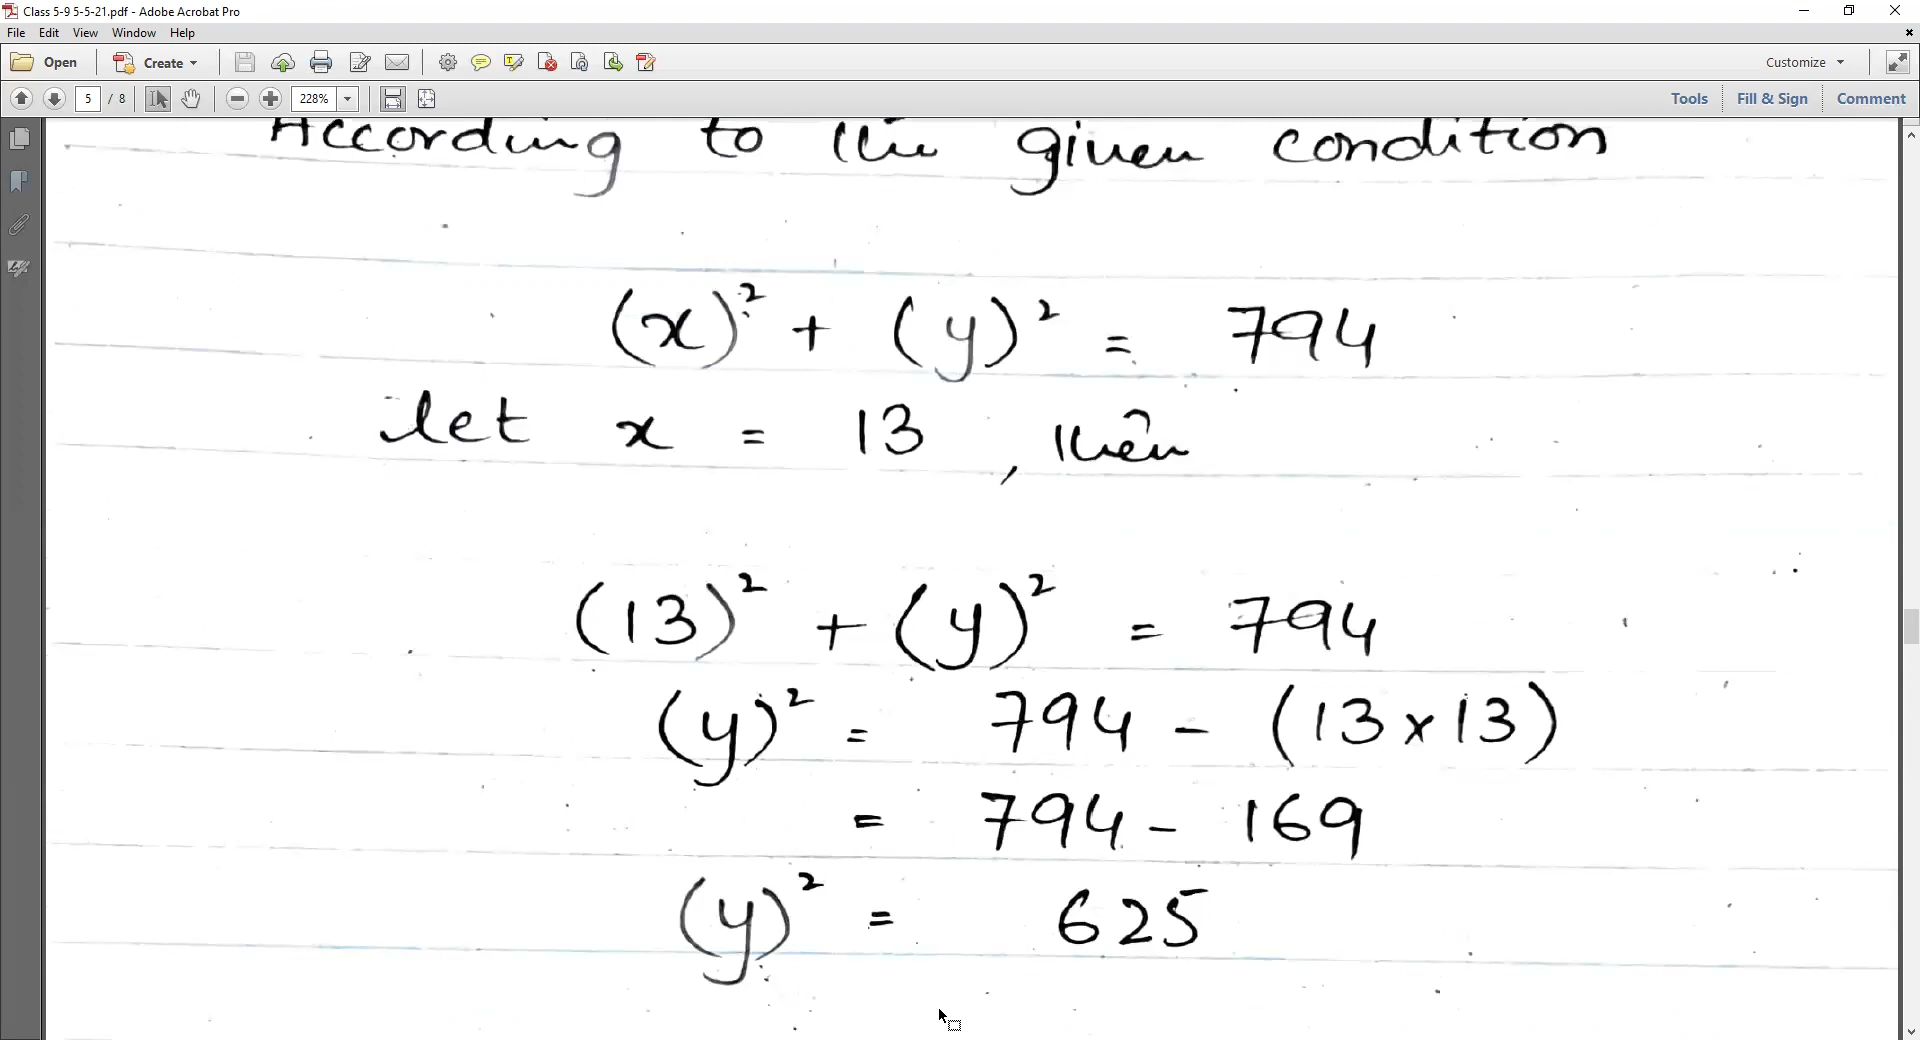 Class 5-9 5-5-21.pdf - Adobe Acrobat Pro
File Edit View Window Help
Open Create Customize
5 / 8 228% Tools Fill & Sign Comment
According to the given condition
(x)² + (y)² = 794
let x = 13 , then
(13)² + (y)² = 794
(y)² = 794 - (13 x 13)
= 794 - 169
(y)² = 625